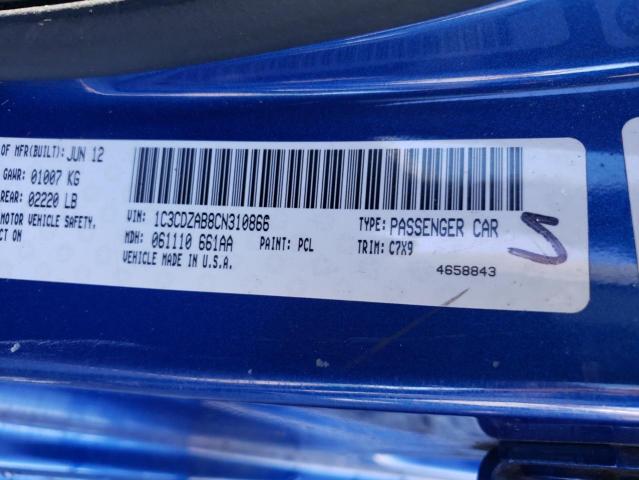 OF MFR(BUILT): JUN 12
GAWR: 01007 KG
REAR: 02220 LB
MOTOR VEHICLE SAFETY.
CT ON
VIN: 1C3CDZAB8CN310866
TYPE: PASSENGER CAR
MDH: 061110 661AA
PAINT: PCL
TRIM: C7X9
VEHICLE MADE IN U.S.A.
4658843
S